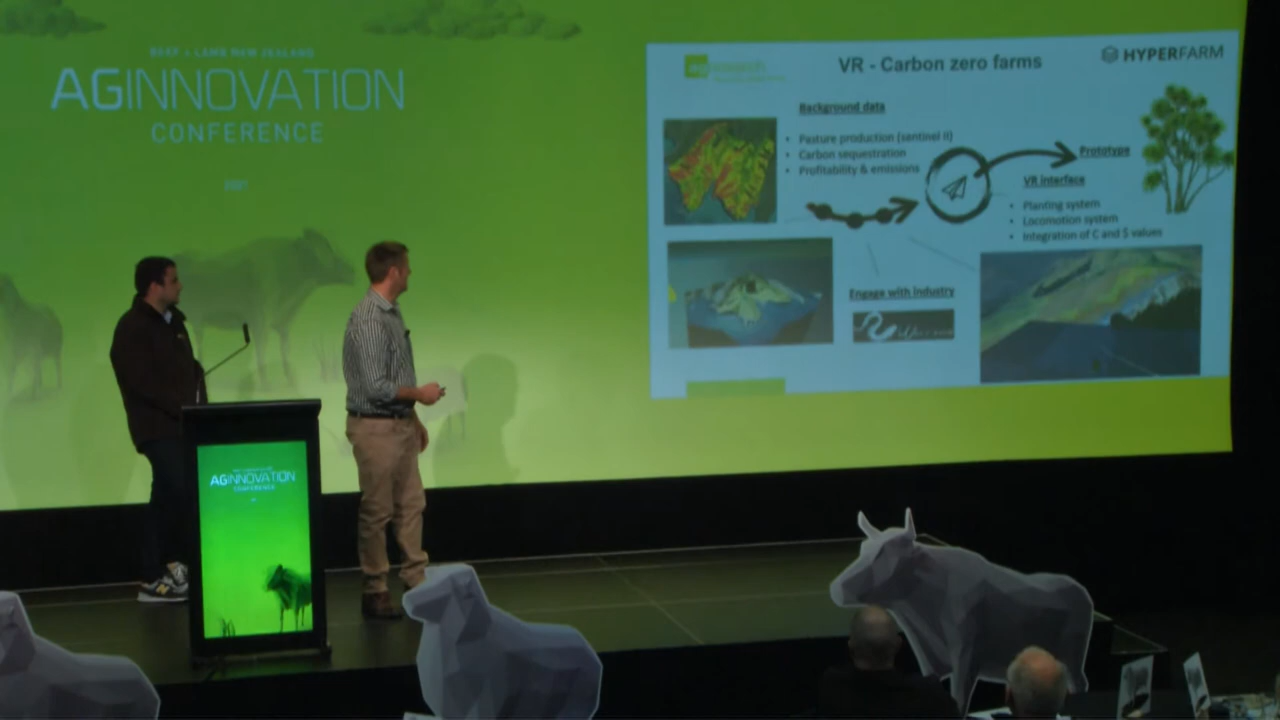 BEEF + LAMB NEW ZEALAND
AGINNOVATION
CONFERENCE
VR - Carbon zero farms
HYPERFARM
Background data
• Pasture production (sentinel II)
• Carbon sequestration
• Profitability & emissions
Prototype
VR interface
• Planting system
• Locomotion system
• Integration of C and $ values
Engage with industry
AGINNOVATION
CONFERENCE